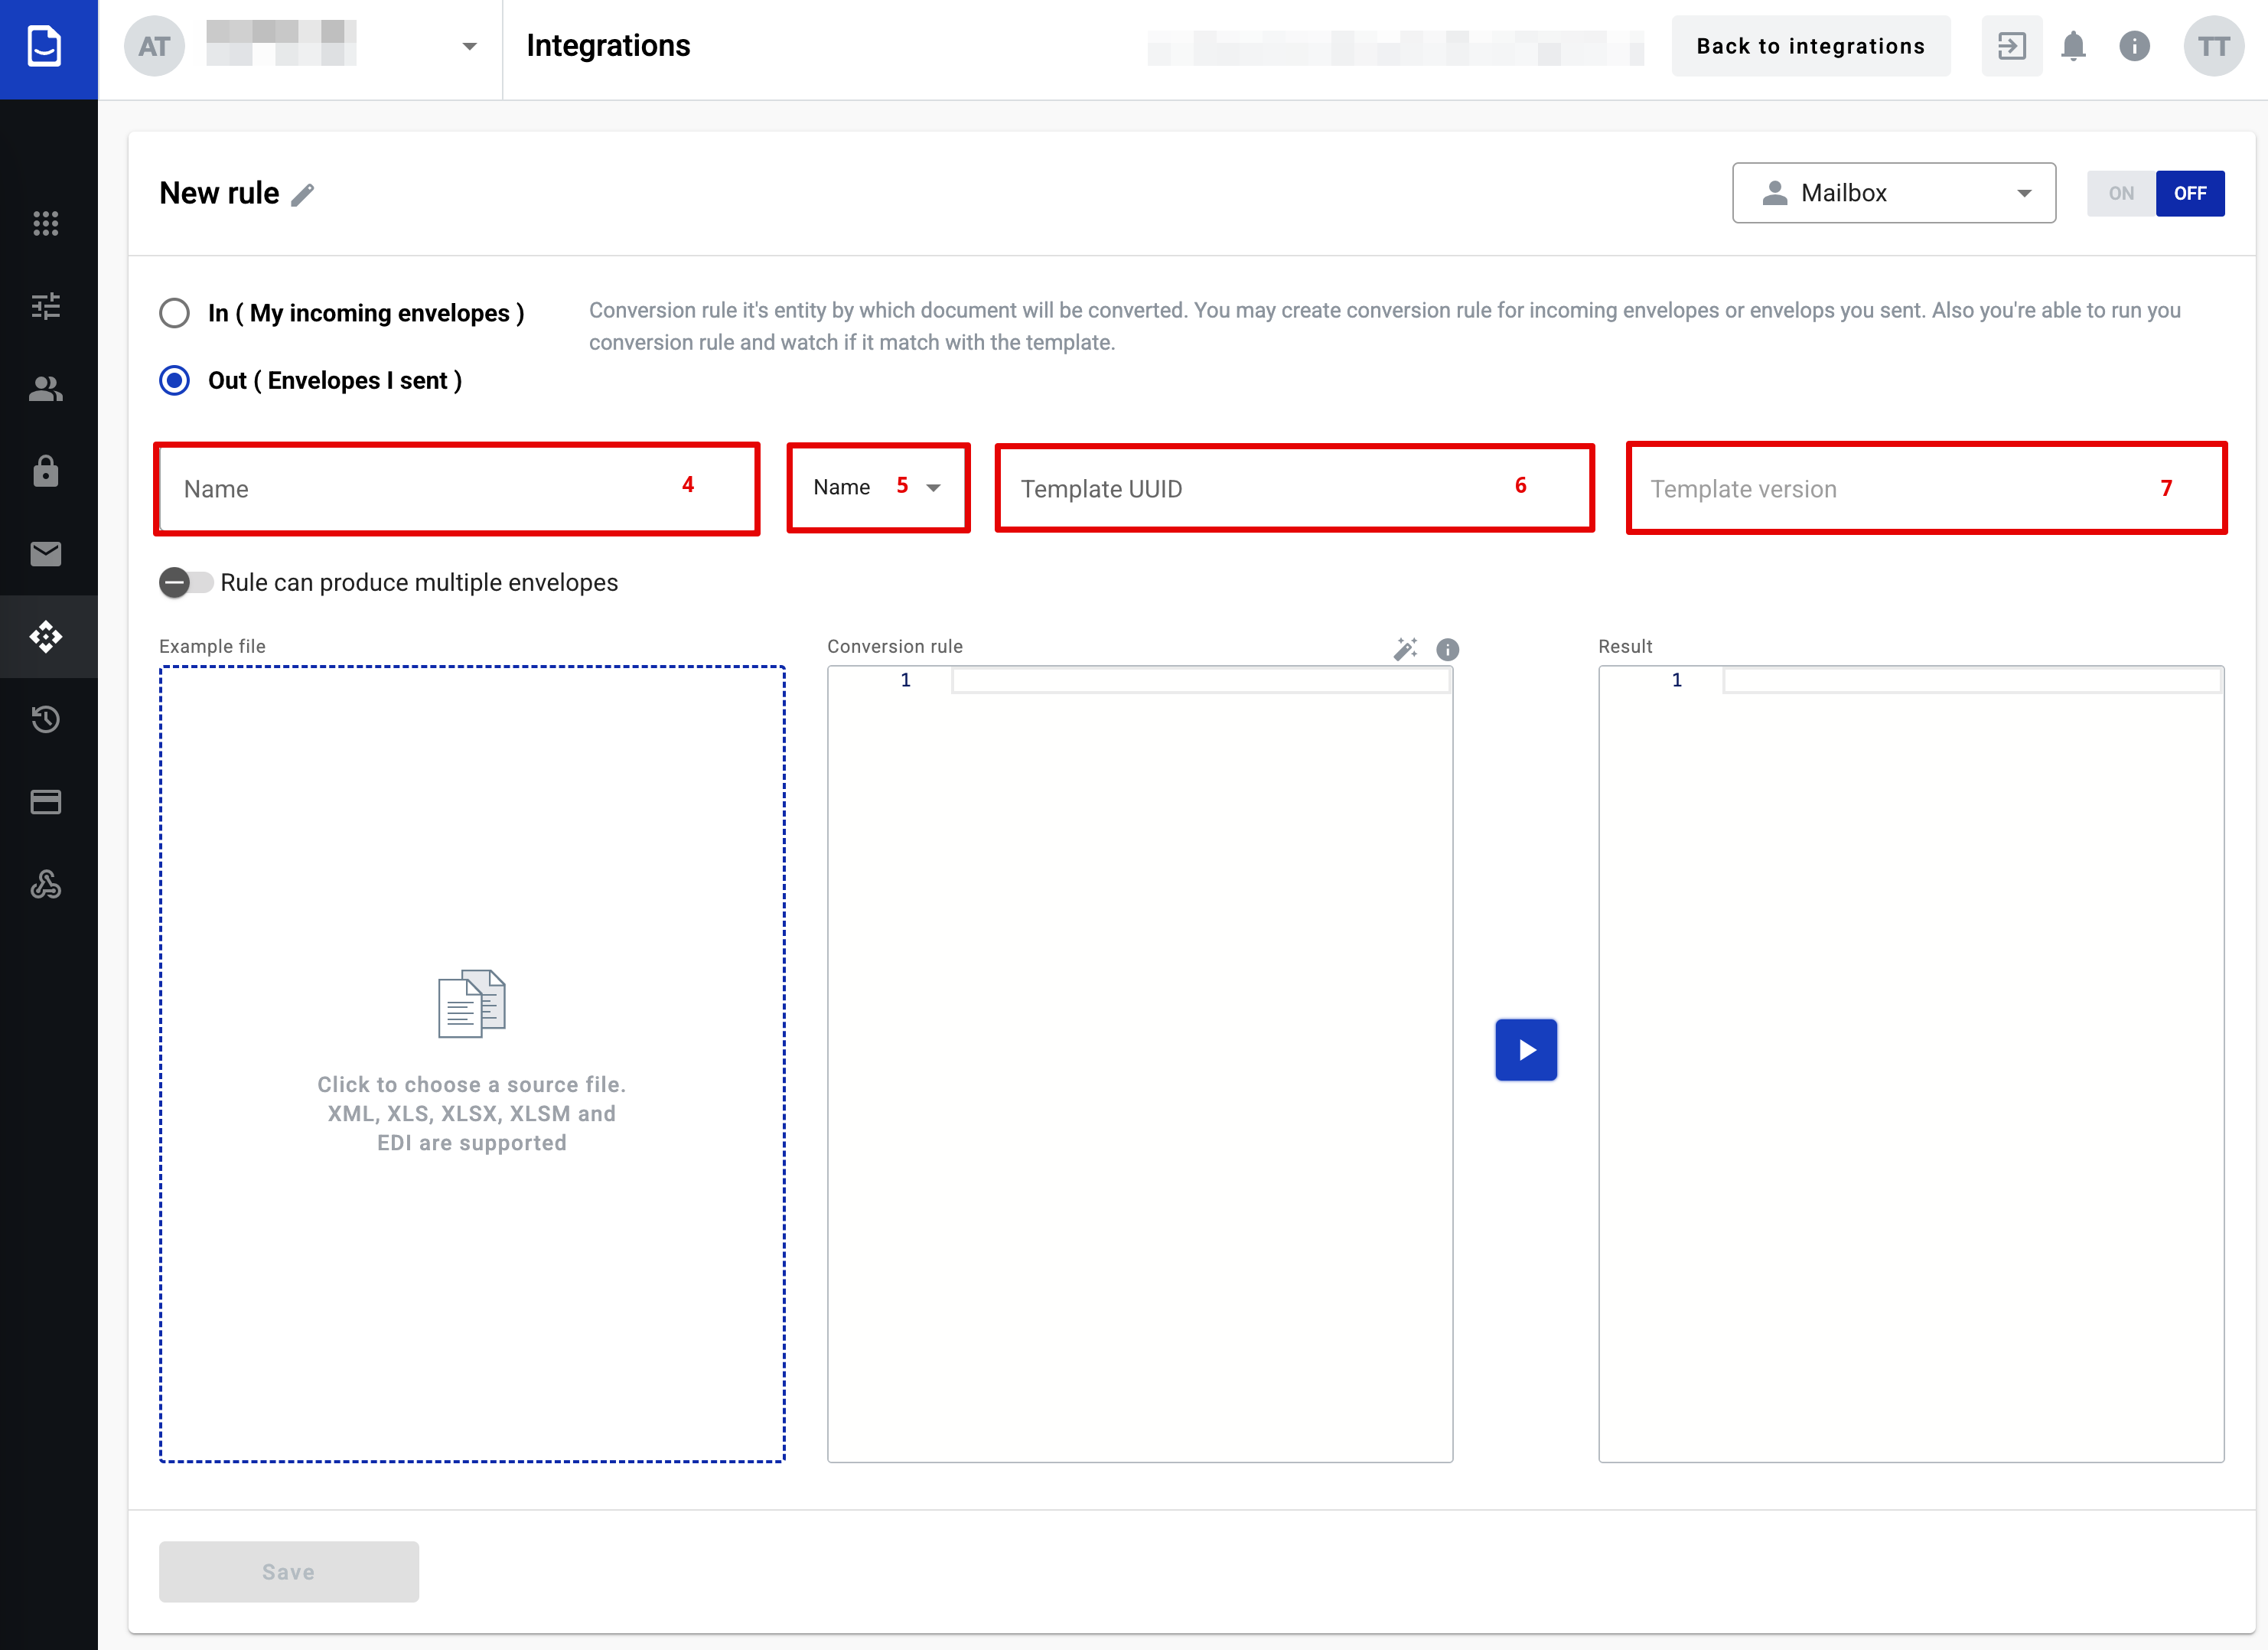 AT
Integrations
Back to integrations
TT
New rule
Mailbox
ON
OFF
In ( My incoming envelopes )
Out ( Envelopes I sent )
Conversion rule it's entity by which document will be converted. You may create conversion rule for incoming envelopes or envelops you sent. Also you're able to run you
conversion rule and watch if it match with the template.
Name 4
Name 5
Template UUID 6
Template version 7
Rule can produce multiple envelopes
Example file
Conversion rule
Result
1
1
Click to choose a source file.
XML, XLS, XLSX, XLSM and
EDI are supported
Save